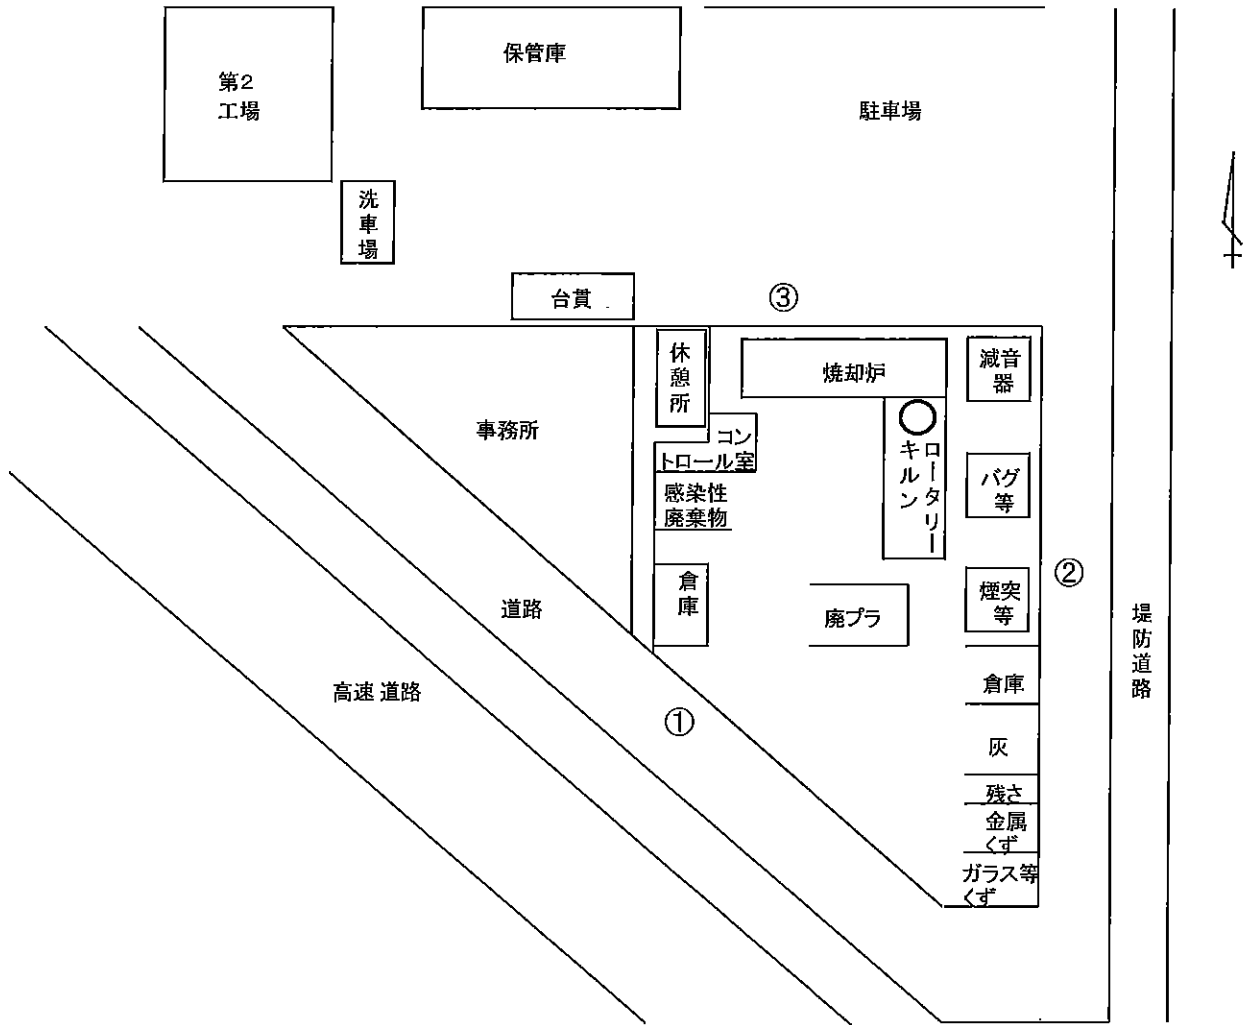 第2
工場
保管庫
駐車場
洗車場
台貫
③
休憩所
焼却炉
減音
器
事務所
コン
トロール室
ロータリー
キルン
バグ
等
感染性
廃棄物
②
倉庫
煙突
等
道路
廃プラ
堤防道路
高速道路
倉庫
①
灰
残さ
金属
くず
ガラス等
くず